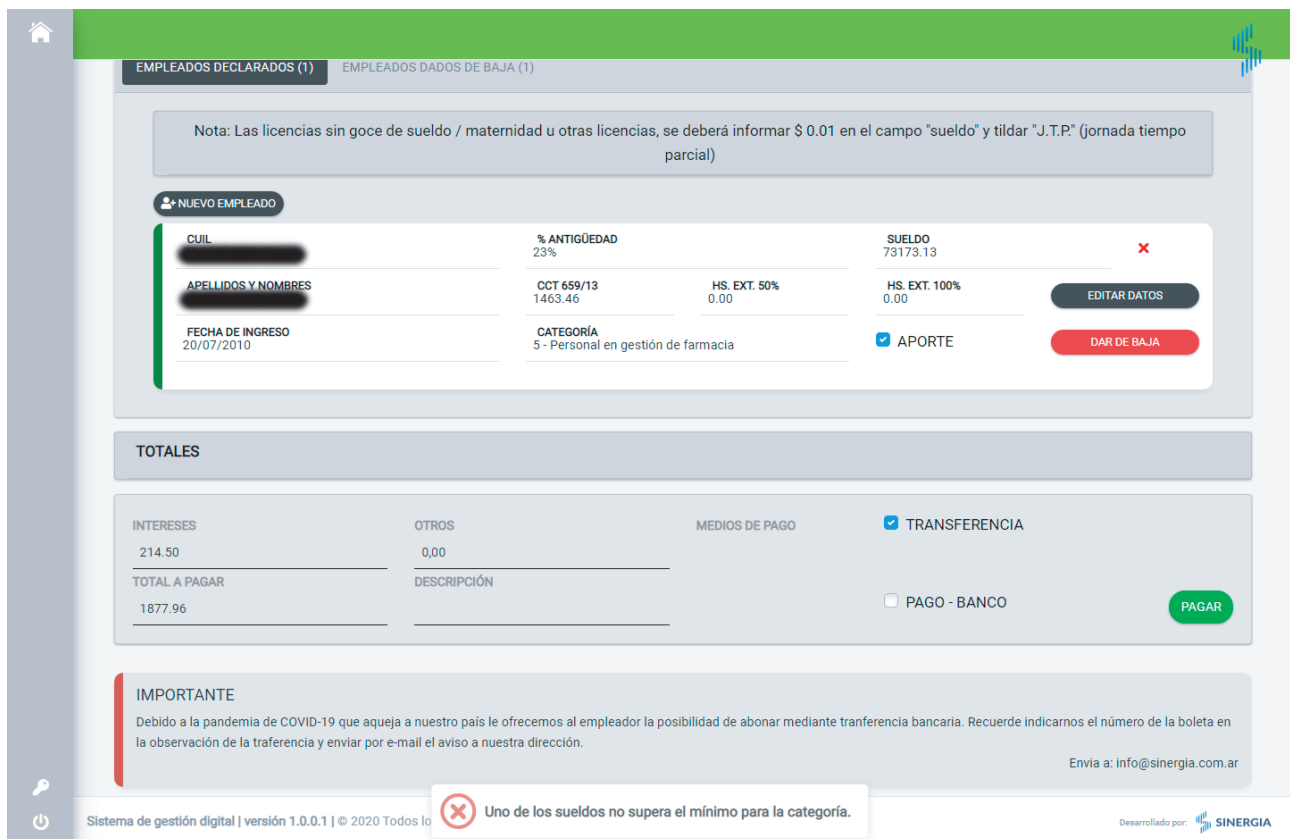 EMPLEADOS DECLARADOS (1) EMPLEADOS DADOS DE BAJA (1)
Nota: Las licencias sin goce de sueldo / maternidad u otras licencias, se deberá informar $ 0.01 en el campo "sueldo" y tildar "J.T.P." (jornada tiempo
parcial)
NUEVO EMPLEADO
CUIL % ANTIGÜEDAD SUELDO
23% 73173.13
APELLIDOS Y NOMBRES CCT 659/13 HS. EXT. 50% HS. EXT. 100%
1463.46 0.00 0.00 EDITAR DATOS
FECHA DE INGRESO CATEGORÍA
20/07/2010 5 - Personal en gestión de farmacia APORTE DAR DE BAJA
TOTALES
INTERESES OTROS MEDIOS DE PAGO TRANSFERENCIA
214.50 0,00
TOTAL A PAGAR DESCRIPCIÓN
1877.96 PAGO - BANCO PAGAR
IMPORTANTE
Debido a la pandemia de COVID-19 que aqueja a nuestro país le ofrecemos al empleador la posibilidad de abonar mediante tranferencia bancaria. Recuerde indicarnos el número de la boleta en
la observación de la traferencia y enviar por e-mail el aviso a nuestra dirección.
Envia a: info@sinergia.com.ar
Uno de los sueldos no supera el mínimo para la categoría.
Sistema de gestión digital | versión 1.0.0.1 | © 2020 Todos lo
Desarrollado por: SINERGIA